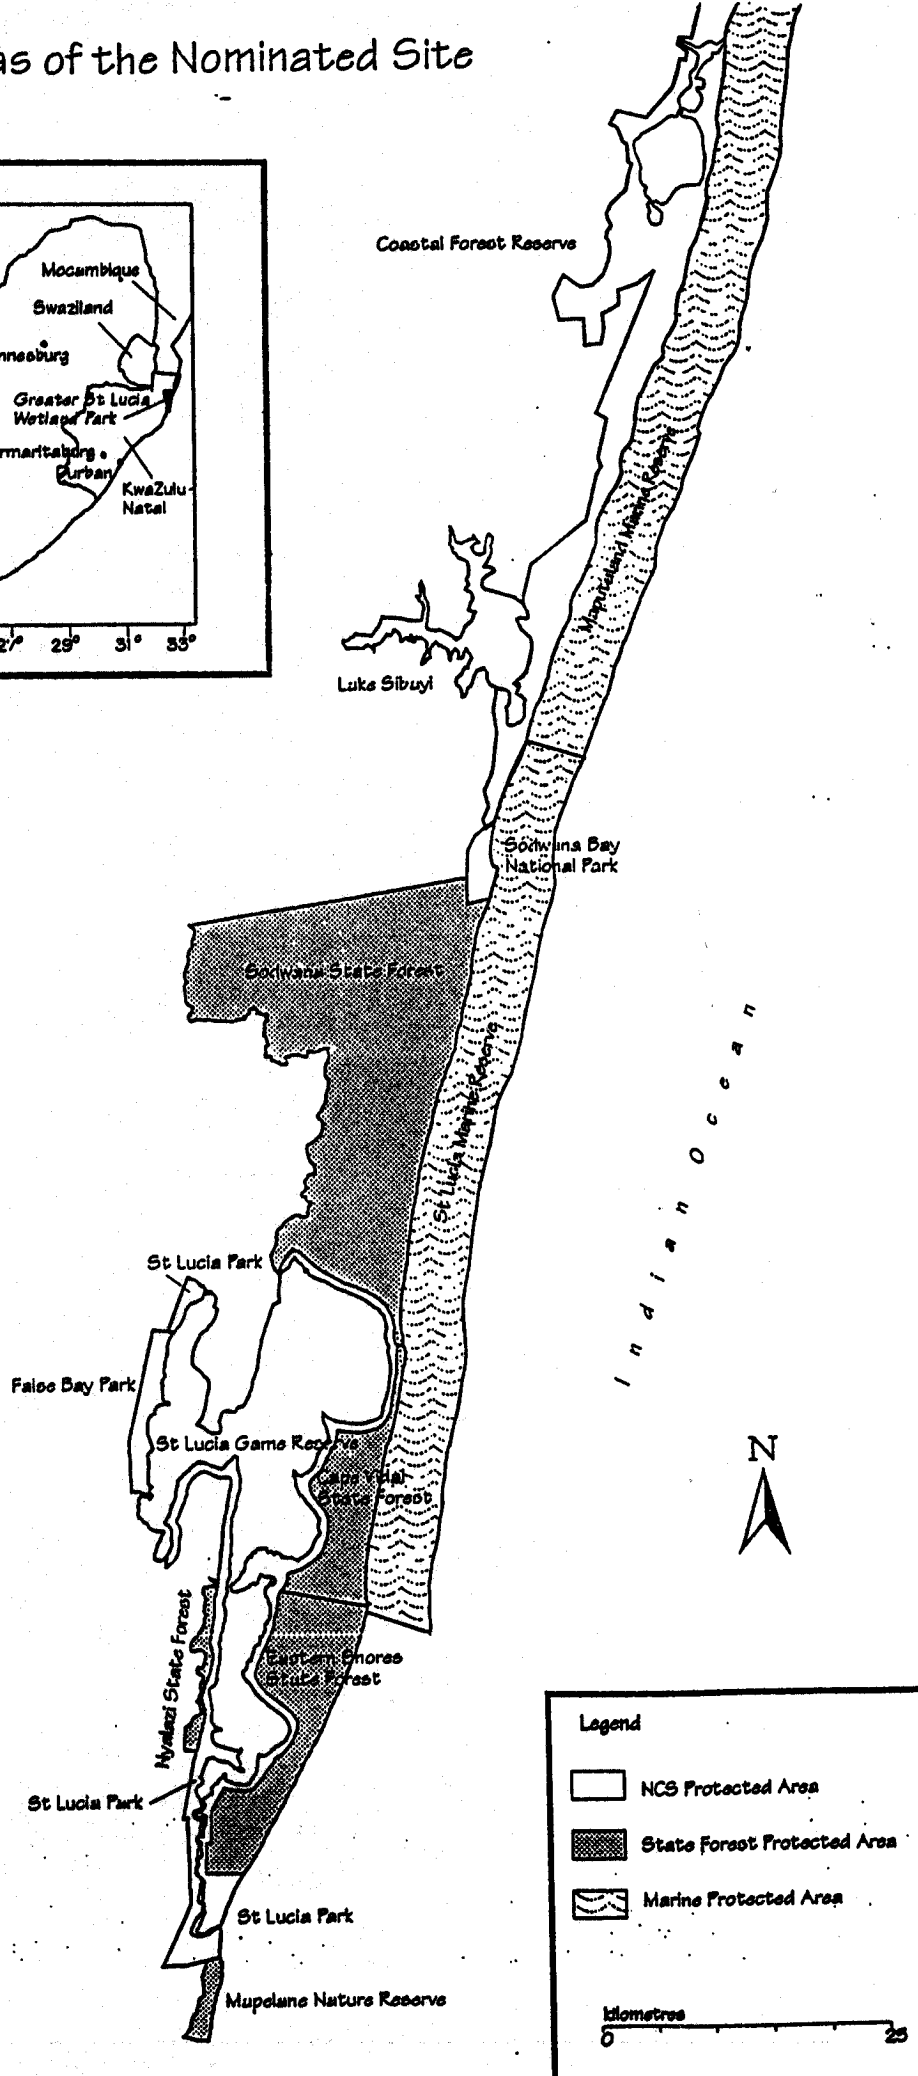 as of the Nominated Site
Mocambique
Swaziland
nnesburg
Greater St Lucia
Wetland Park
rmaritzburg
Durban
KwaZulu-
Natal
27° 29° 31° 33°
Coastal Forest Reserve
Maputaland Marine Reserve
Lake Sibayi
Sodwana Bay
National Park
Sodwana State Forest
St Lucia Marine Reserve
Indian Ocean
St Lucia Park
False Bay Park
St Lucia Game Reserve
Cape Vidal
State Forest
N
Nyalazi State Forest
Eastern Shores
State Forest
St Lucia Park
St Lucia Park
Mapelane Nature Reserve
Legend
NCS Protected Area
State Forest Protected Area
Marine Protected Area
kilometres
0 25